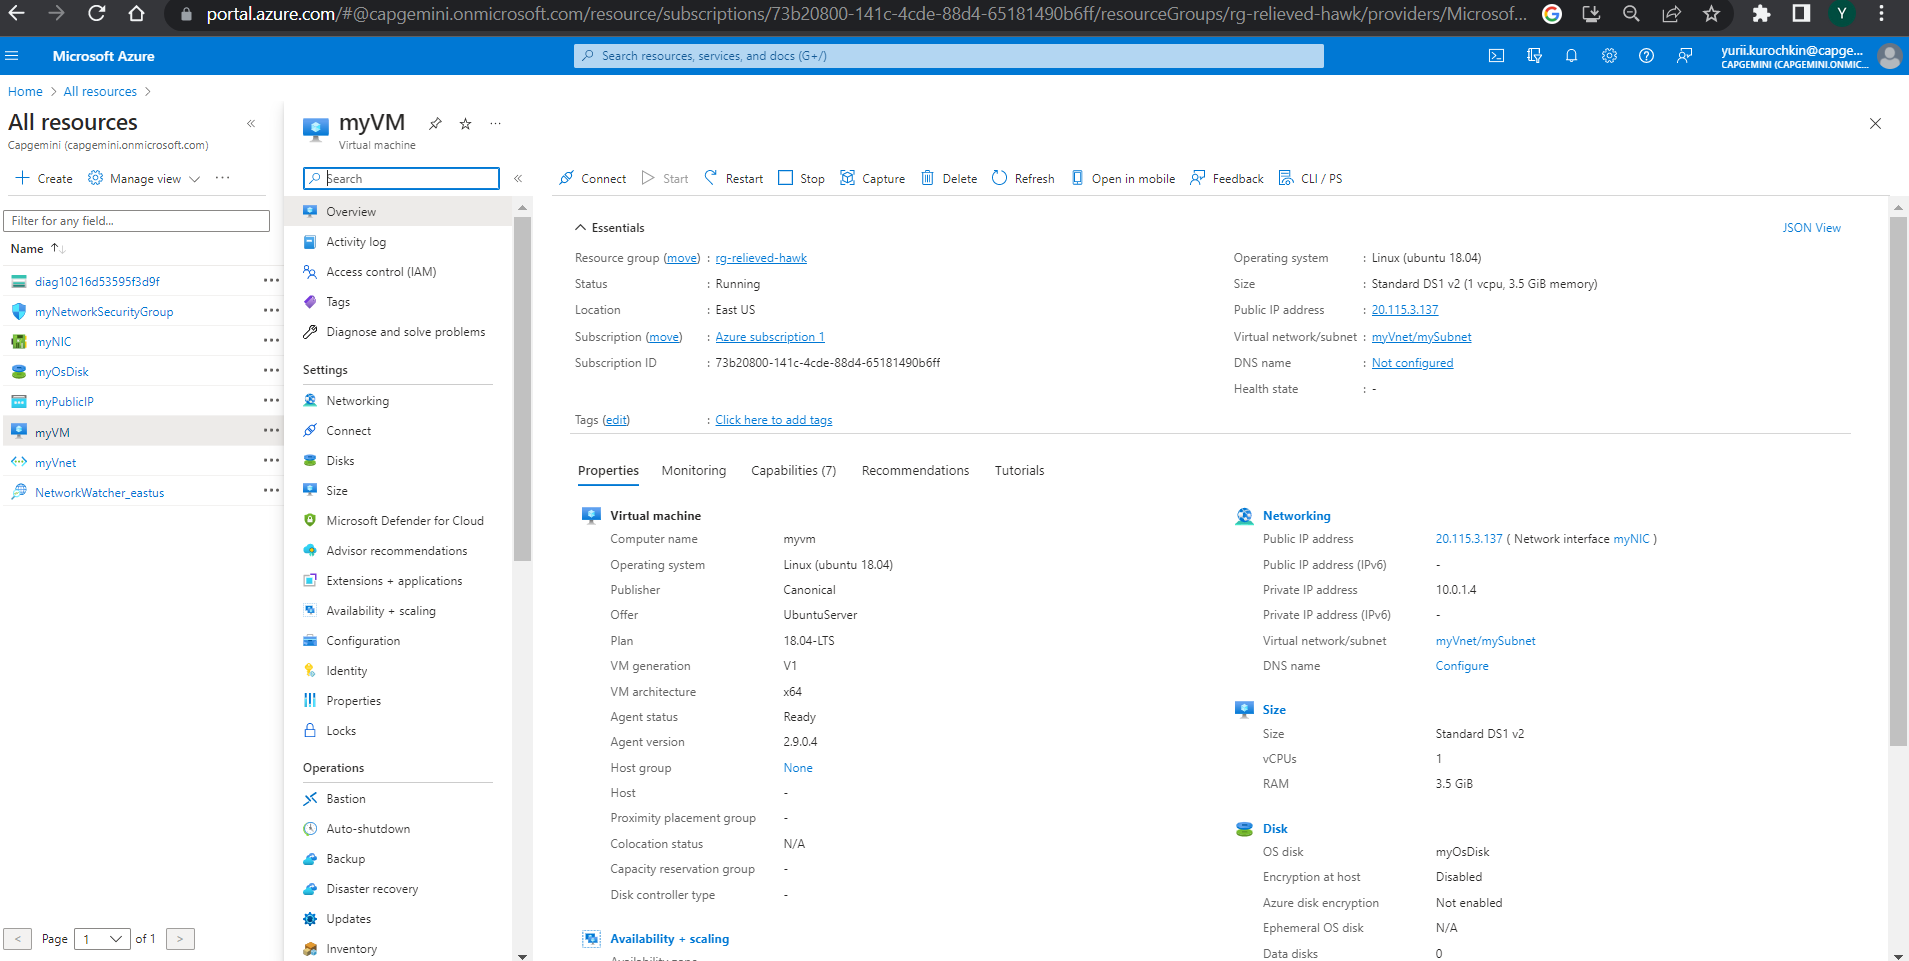 portal.azure.com/#@capgemini.onmicrosoft.com/resource/subscriptions/73b20800-141c-4cde-88d4-65181490b6ff/resourceGroups/rg-relieved-hawk/providers/Microsof...
Y
Microsoft Azure
Search resources, services, and docs (G+/)
yurii.kurochkin@capge...
CAPGEMINI (CAPGEMINI.ONMIC...
Home > All resources >
All resources
Capgemini (capgemini.onmicrosoft.com)
Create
Manage view
Filter for any field...
Name
diag10216d53595f3d9f
myNetworkSecurityGroup
myNIC
myOsDisk
myPublicIP
myVM
myVnet
NetworkWatcher_eastus
< Page 1 of 1 >
myVM
Virtual machine
Search
Overview
Activity log
Access control (IAM)
Tags
Diagnose and solve problems
Settings
Networking
Connect
Disks
Size
Microsoft Defender for Cloud
Advisor recommendations
Extensions + applications
Availability + scaling
Configuration
Identity
Properties
Locks
Operations
Bastion
Auto-shutdown
Backup
Disaster recovery
Updates
Inventory
Connect Start Restart Stop Capture Delete Refresh Open in mobile Feedback CLI / PS
Essentials
JSON View
Resource group (move) : rg-relieved-hawk
Status : Running
Location : East US
Subscription (move) : Azure subscription 1
Subscription ID : 73b20800-141c-4cde-88d4-65181490b6ff
Operating system : Linux (ubuntu 18.04)
Size : Standard DS1 v2 (1 vcpu, 3.5 GiB memory)
Public IP address : 20.115.3.137
Virtual network/subnet : myVnet/mySubnet
DNS name : Not configured
Health state : -
Tags (edit) : Click here to add tags
Properties Monitoring Capabilities (7) Recommendations Tutorials
Virtual machine
Computer name myvm
Operating system Linux (ubuntu 18.04)
Publisher Canonical
Offer UbuntuServer
Plan 18.04-LTS
VM generation V1
VM architecture x64
Agent status Ready
Agent version 2.9.0.4
Host group None
Host -
Proximity placement group -
Colocation status N/A
Capacity reservation group -
Disk controller type -
Availability + scaling
Availability zone
Networking
Public IP address 20.115.3.137 ( Network interface myNIC )
Public IP address (IPv6) -
Private IP address 10.0.1.4
Private IP address (IPv6) -
Virtual network/subnet myVnet/mySubnet
DNS name Configure
Size
Size Standard DS1 v2
vCPUs 1
RAM 3.5 GiB
Disk
OS disk myOsDisk
Encryption at host Disabled
Azure disk encryption Not enabled
Ephemeral OS disk N/A
Data disks 0